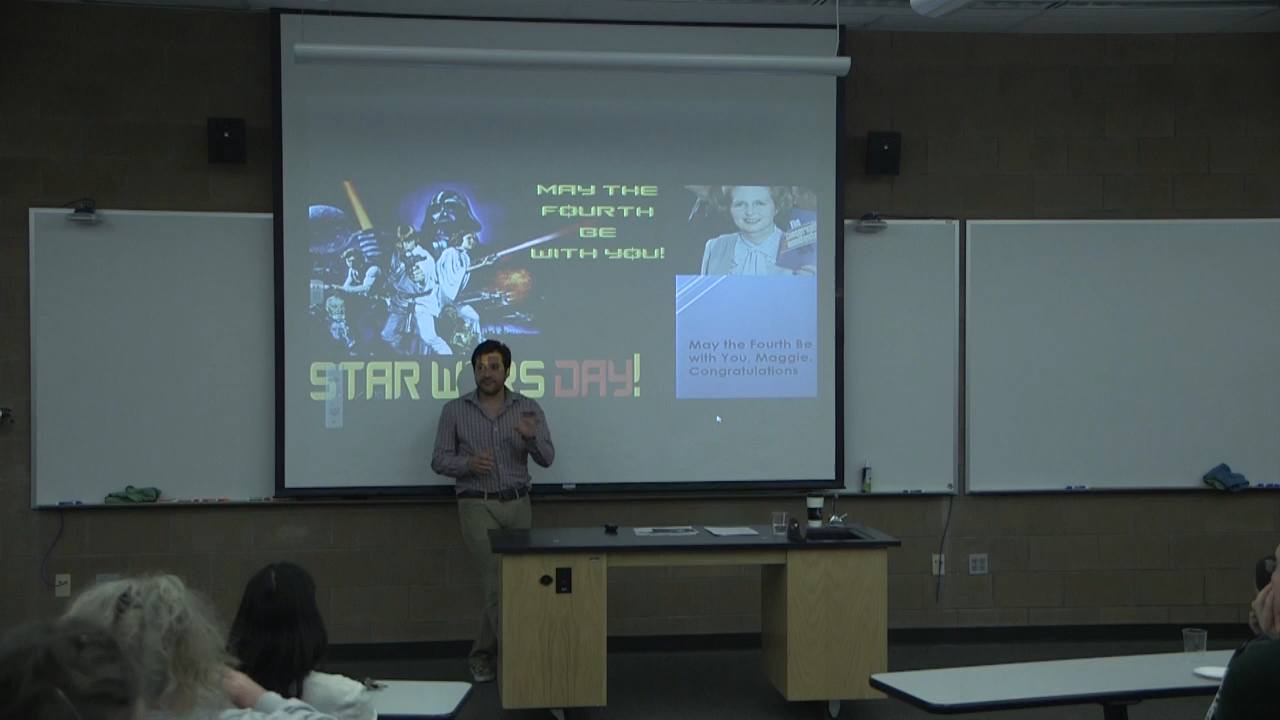 MAY THE
FOURTH
BE
WITH YOU!
STAR WARS DAY!
May the Fourth Be
with You, Maggie.
Congratulations